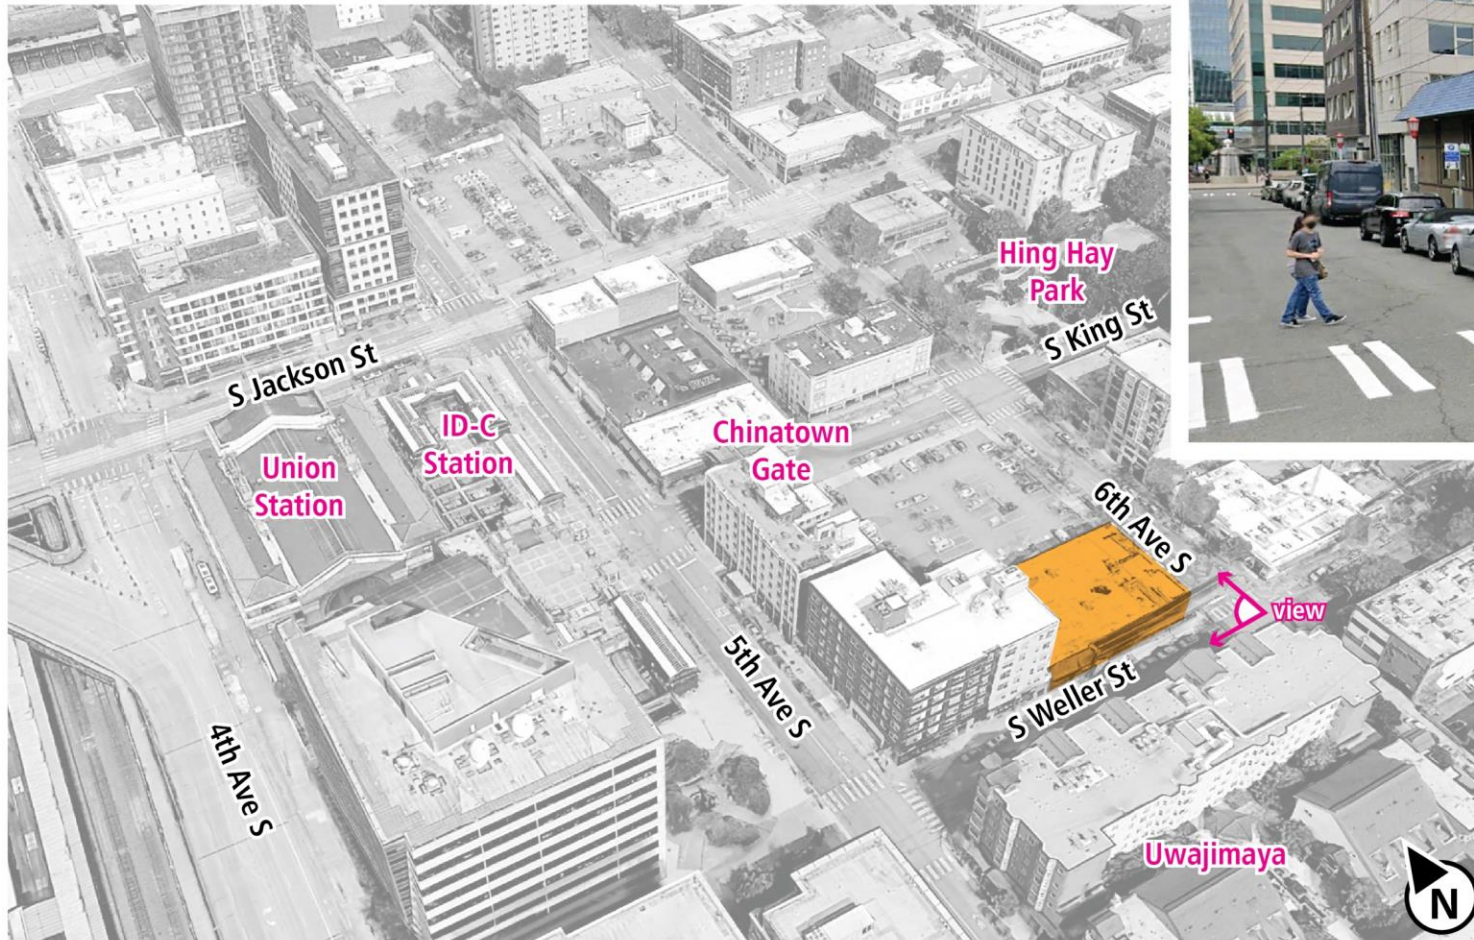 Hing Hay
Park
S King St
S Jackson St
ID-C
Station
Chinatown
Gate
Union
Station
6th Ave S
view
5th Ave S
S Weller St
4th Ave S
Uwajimaya
N